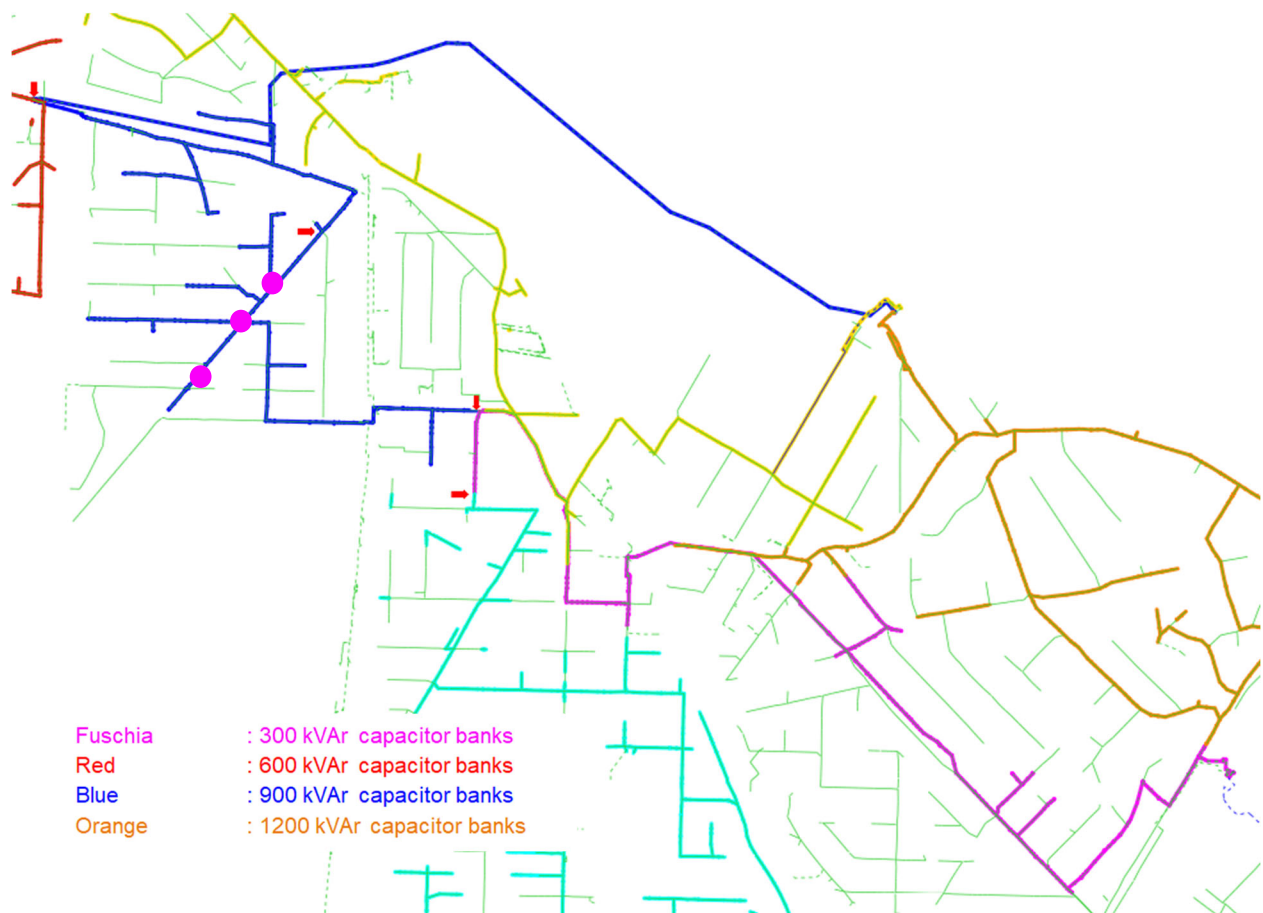 Fuschia : 300 kVAr capacitor banks
Red : 600 kVAr capacitor banks
Blue : 900 kVAr capacitor banks
Orange : 1200 kVAr capacitor banks